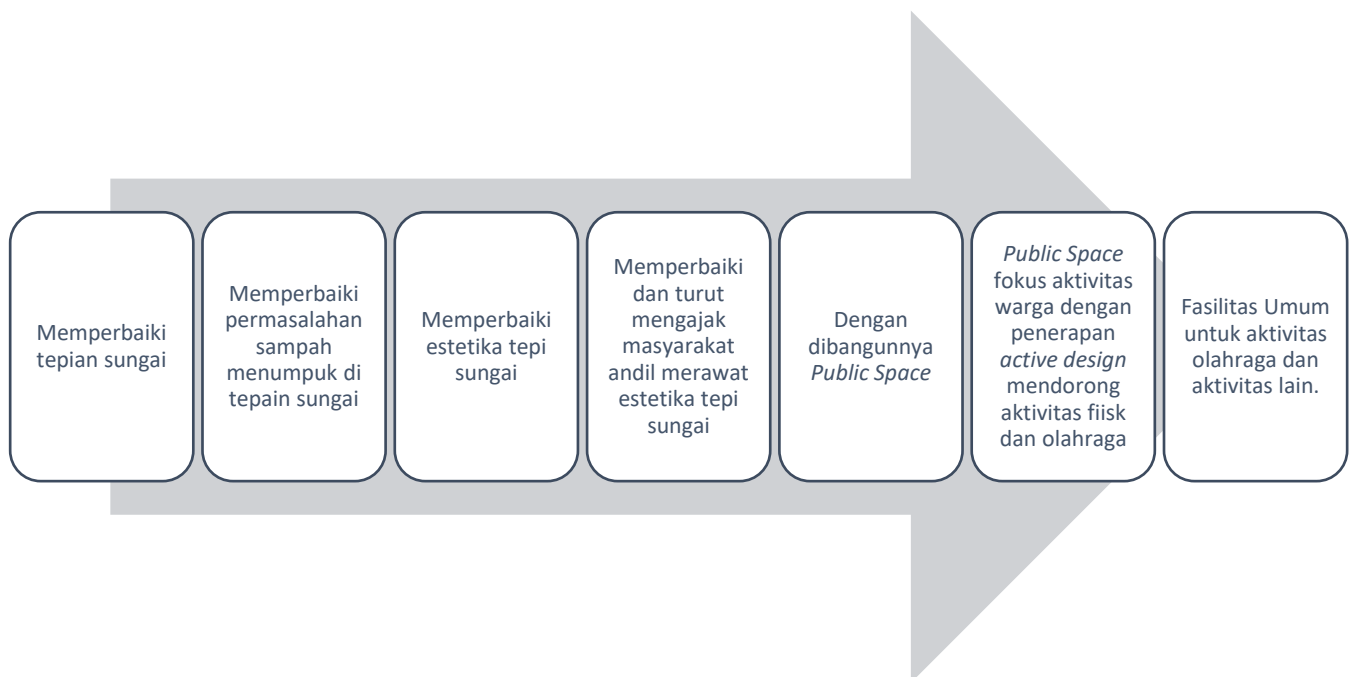 Memperbaiki
tepian sungai
Memperbaiki
permasalahan
sampah
menumpuk di
tepain sungai
Memperbaiki
estetika tepi
sungai
Memperbaiki
dan turut
mengajak
masyarakat
andil merawat
estetika tepi
sungai
Dengan
dibangunnya
Public Space
Public Space
fokus aktivitas
warga dengan
penerapan
active design
mendorong
aktivitas fiisk
dan olahraga
Fasilitas Umum
untuk aktivitas
olahraga dan
aktivitas lain.